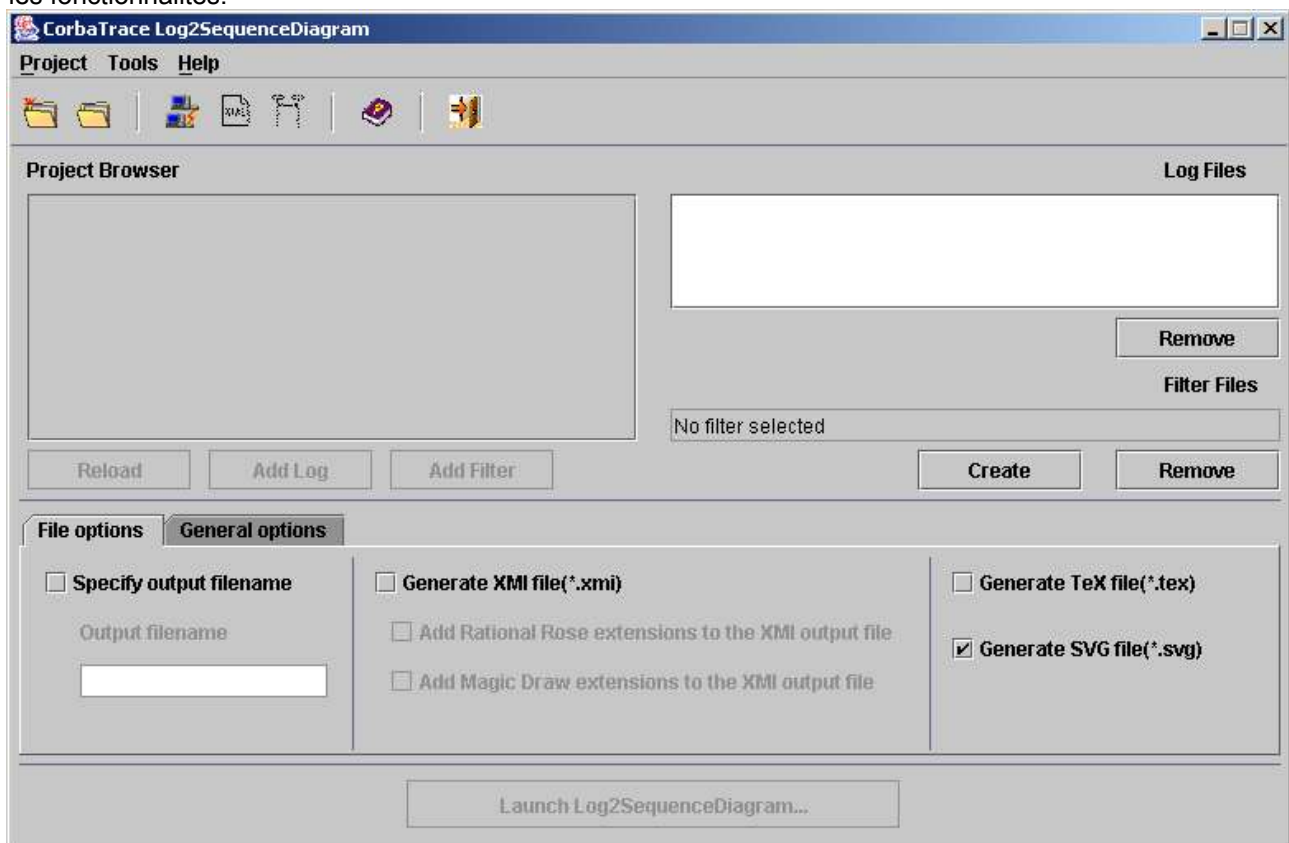 les fonctionnalités.
CorbaTrace Log2SequenceDiagram
Project Tools Help
XML
Project Browser
Log Files
Remove
Filter Files
No filter selected
Reload Add Log Add Filter Create Remove
File options General options
Specify output filename
Output filename
Generate XMI file(*.xmi)
Add Rational Rose extensions to the XMI output file
Add Magic Draw extensions to the XMI output file
Generate TeX file(*.tex)
Generate SVG file(*.svg)
Launch Log2SequenceDiagram...